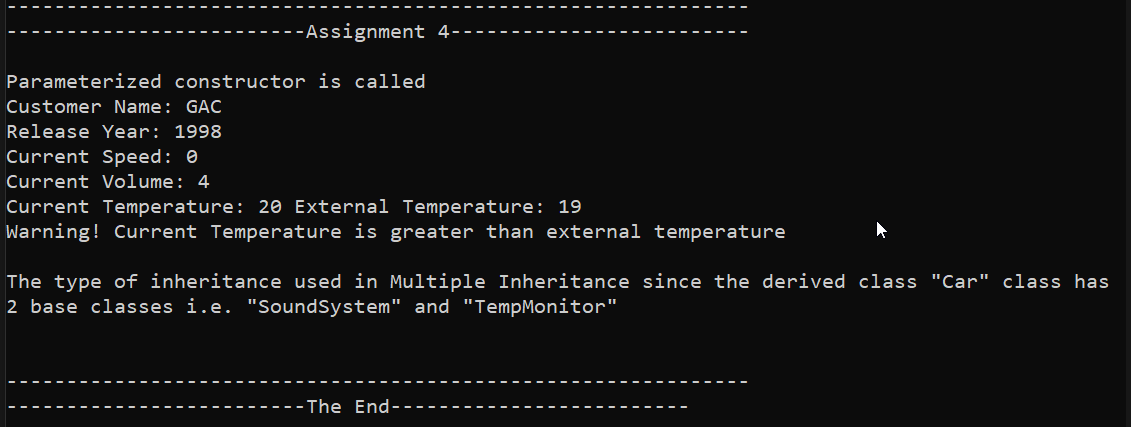 --------------------------------------------------------------
-------------------------Assignment 4-------------------------
Parameterized constructor is called
Customer Name: GAC
Release Year: 1998
Current Speed: 0
Current Volume: 4
Current Temperature: 20 External Temperature: 19
Warning! Current Temperature is greater than external temperature
The type of inheritance used in Multiple Inheritance since the derived class "Car" class has
2 base classes i.e. "SoundSystem" and "TempMonitor"
--------------------------------------------------------------
-------------------------The End-------------------------